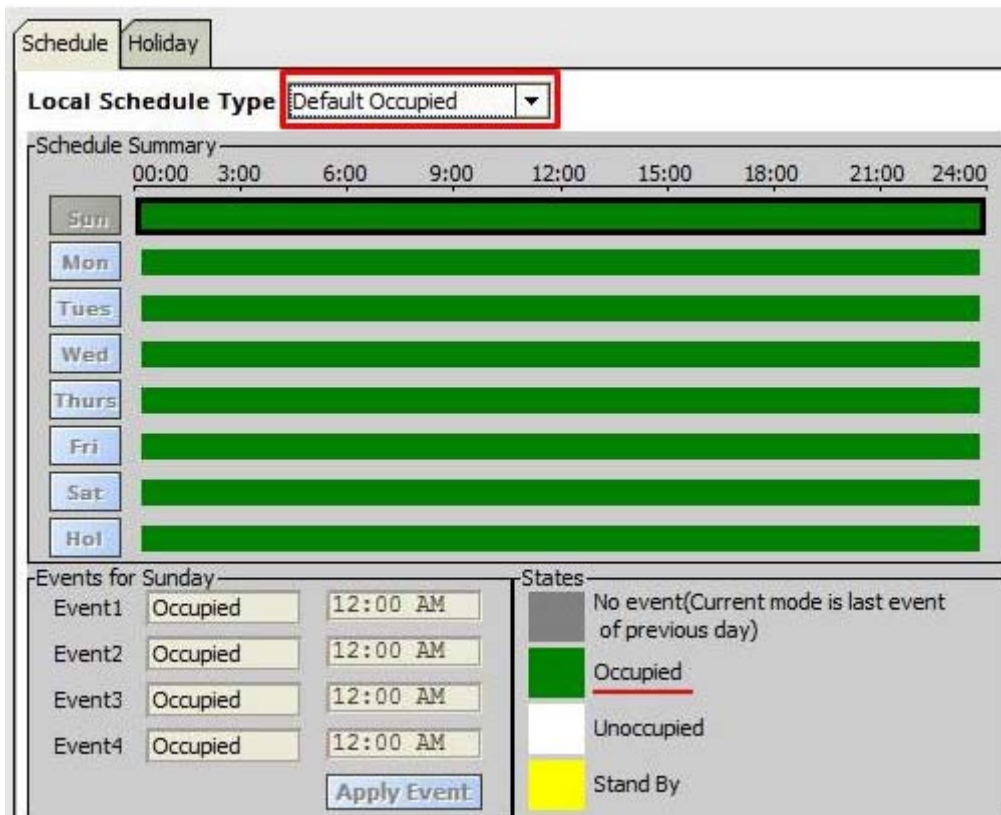 Schedule Holiday
Local Schedule Type Default Occupied
Schedule Summary
00:00 3:00 6:00 9:00 12:00 15:00 18:00 21:00 24:00
Sun
Mon
Tues
Wed
Thurs
Fri
Sat
Hol
Events for Sunday
Event1 Occupied 12:00 AM
Event2 Occupied 12:00 AM
Event3 Occupied 12:00 AM
Event4 Occupied 12:00 AM
Apply Event
States
No event(Current mode is last event
of previous day)
Occupied
Unoccupied
Stand By